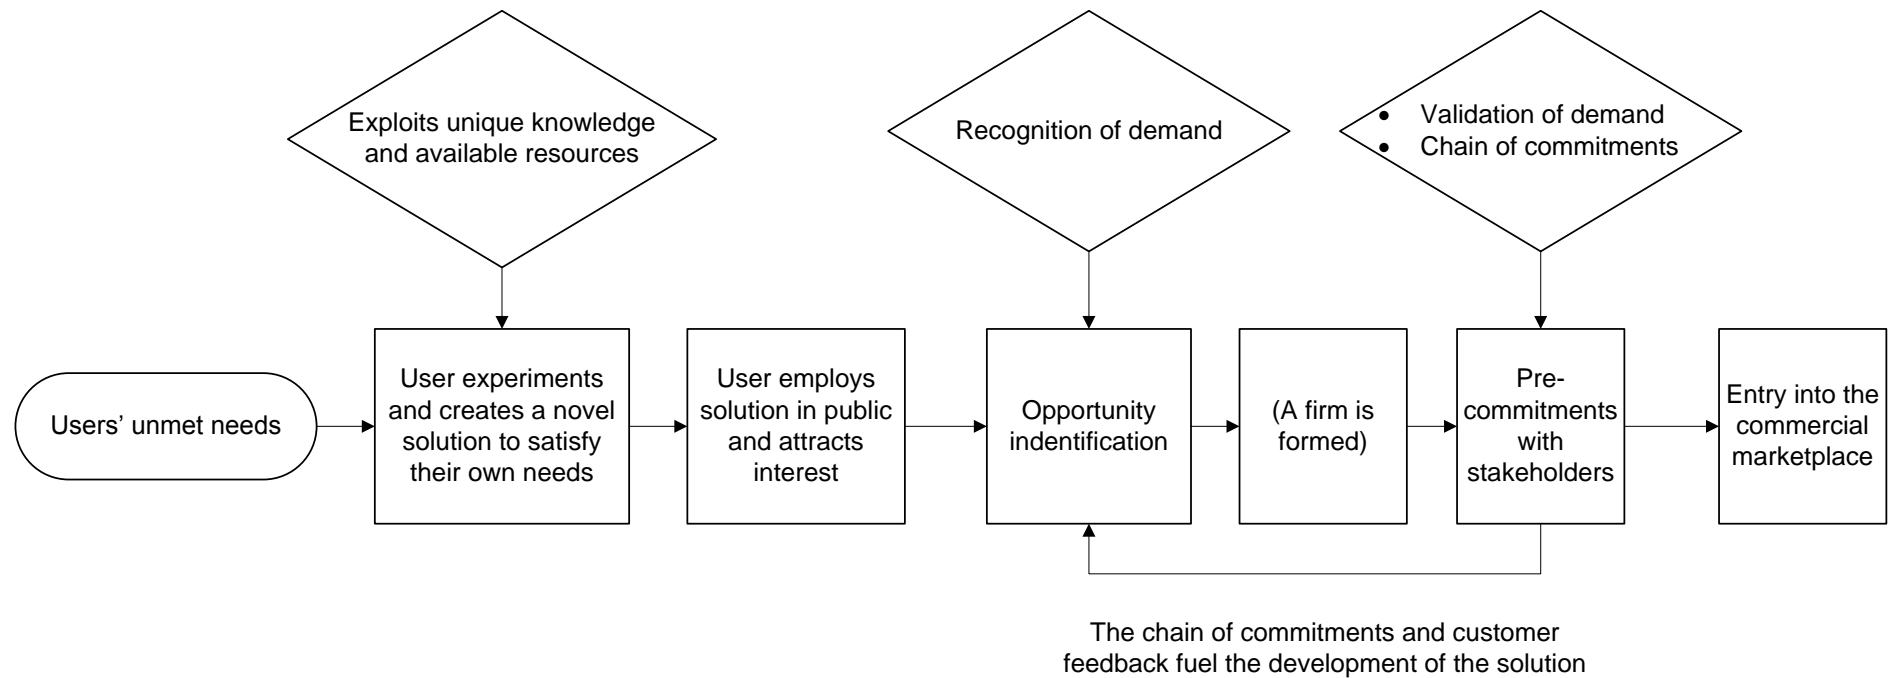 Exploits unique knowledge
and available resources
Recognition of demand
• Validation of demand
• Chain of commitments
Users’ unmet needs
User experiments
and creates a novel
solution to satisfy
their own needs
User employs
solution in public
and attracts
interest
Opportunity
indentification
(A firm is
formed)
Pre-
commitments
with
stakeholders
Entry into the
commercial
marketplace
The chain of commitments and customer
feedback fuel the development of the solution